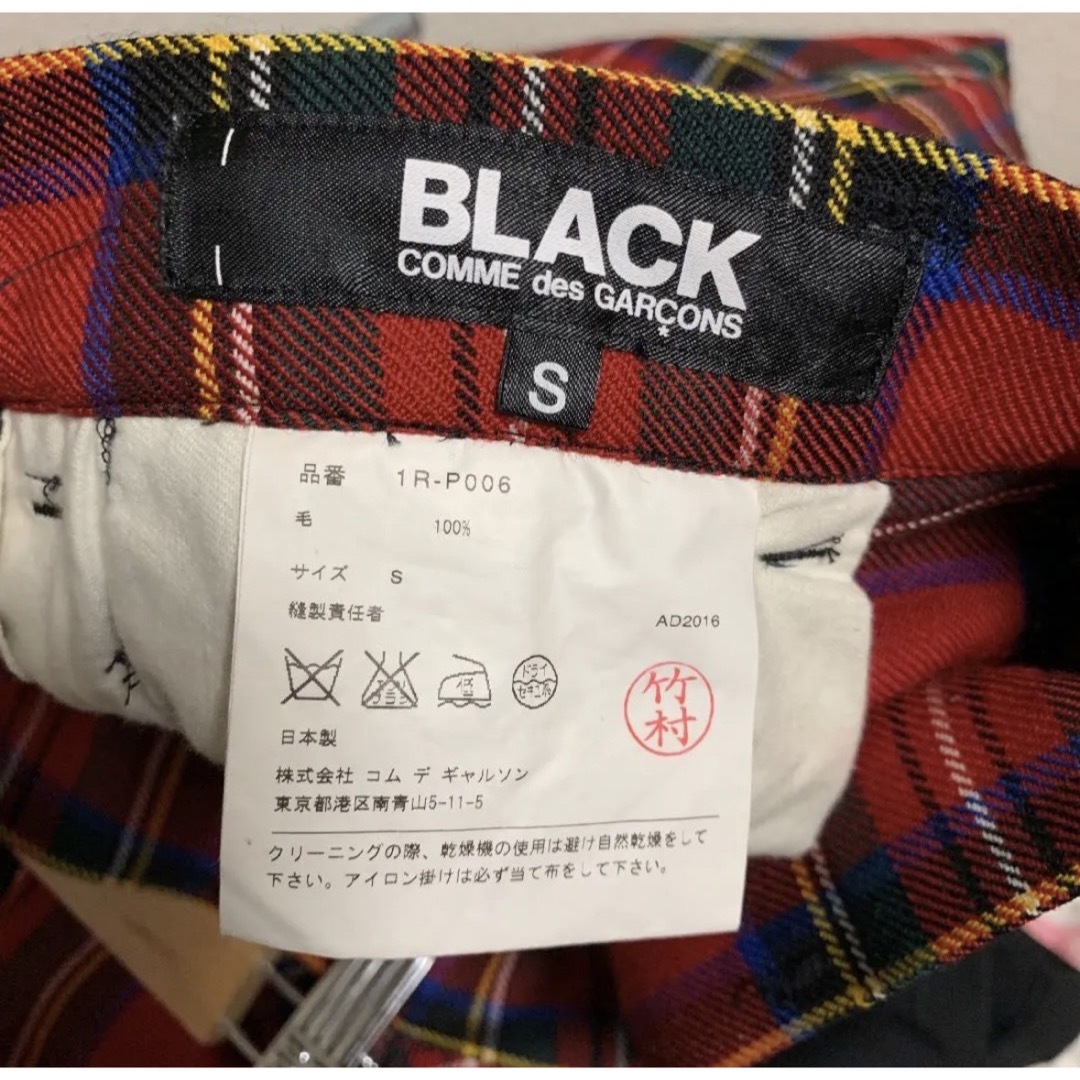 BLACK
COMME des GARÇONS
S
品番 1R-P006
毛 100%
サイズ S
縫製責任者
AD2016
ドライ
セキユ系
日本製
竹村
株式会社 コム デ ギャルソン
東京都港区南青山5-11-5
クリーニングの際、乾燥機の使用は避け自然乾燥をして
下さい。アイロン掛けは必ず当て布をして下さい。